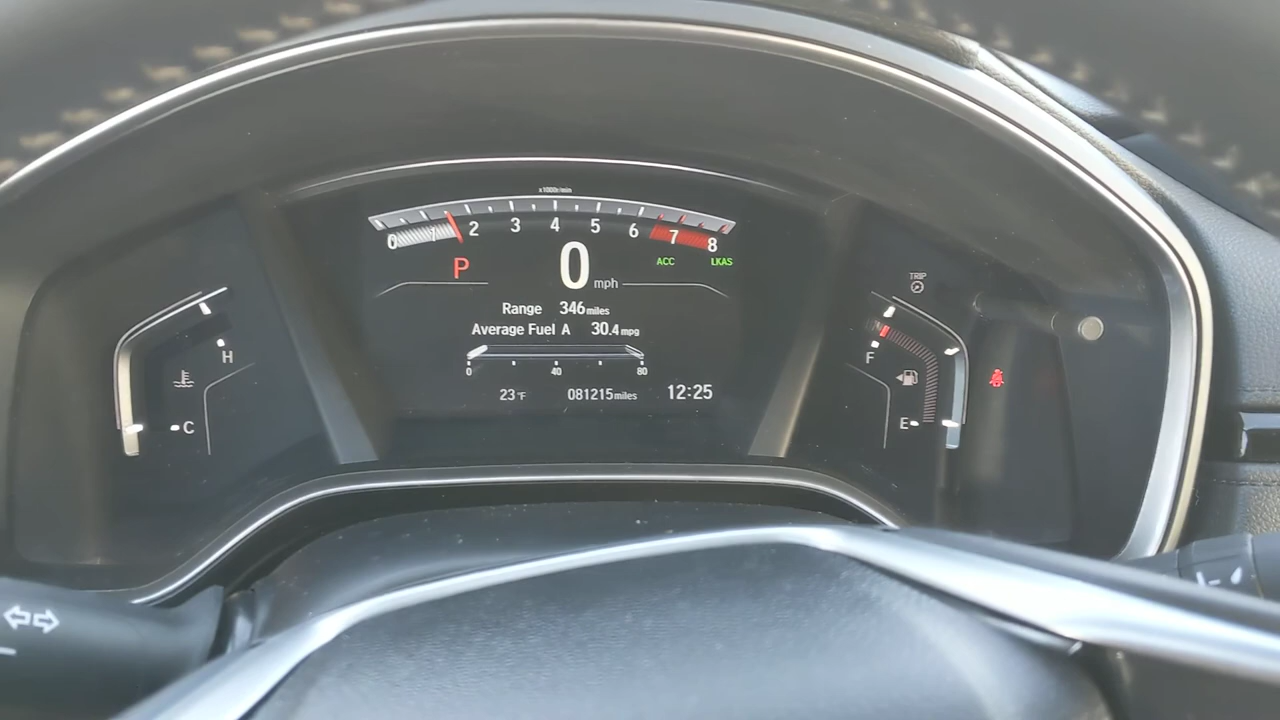 x1000r/min
0 1 2 3 4 5 6 7 8
P 0 mph ACC LKAS
TRIP
Range 346 miles
Average Fuel A 30.4 mpg
H
F
0 40 80
23 °F 081215 miles 12:25
C
E